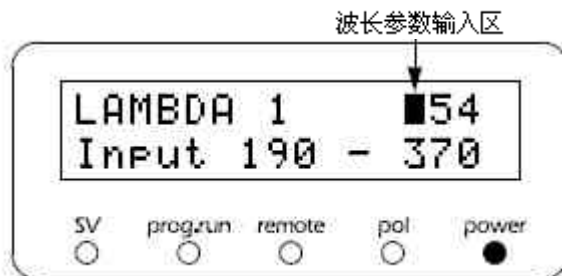 波长参数输入区
LAMBDA 1 ■54
Input 190 - 370
SV prog.run remote pol power